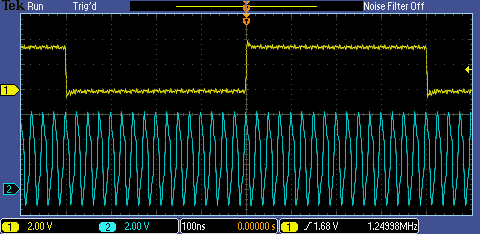 Tek Run Trig'd Noise Filter Off
T
T
1
2
1 2.00 V 2 2.00 V 100ns 0.00000 s 1 1.68 V 1.24998MHz